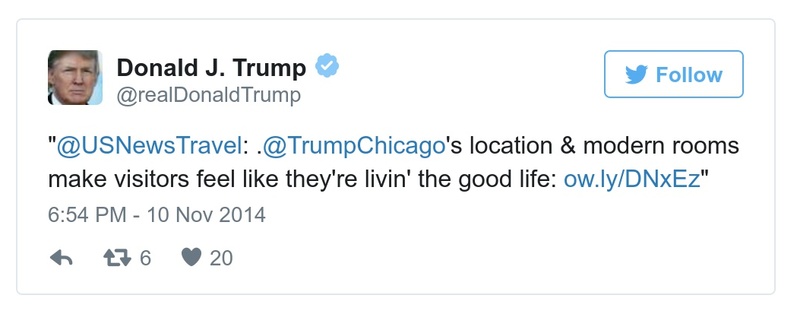 Donald J. Trump
@realDonaldTrump
Follow
"@USNewsTravel: .@TrumpChicago's location & modern rooms
make visitors feel like they're livin' the good life: ow.ly/DNxEz"
6:54 PM - 10 Nov 2014
6 20